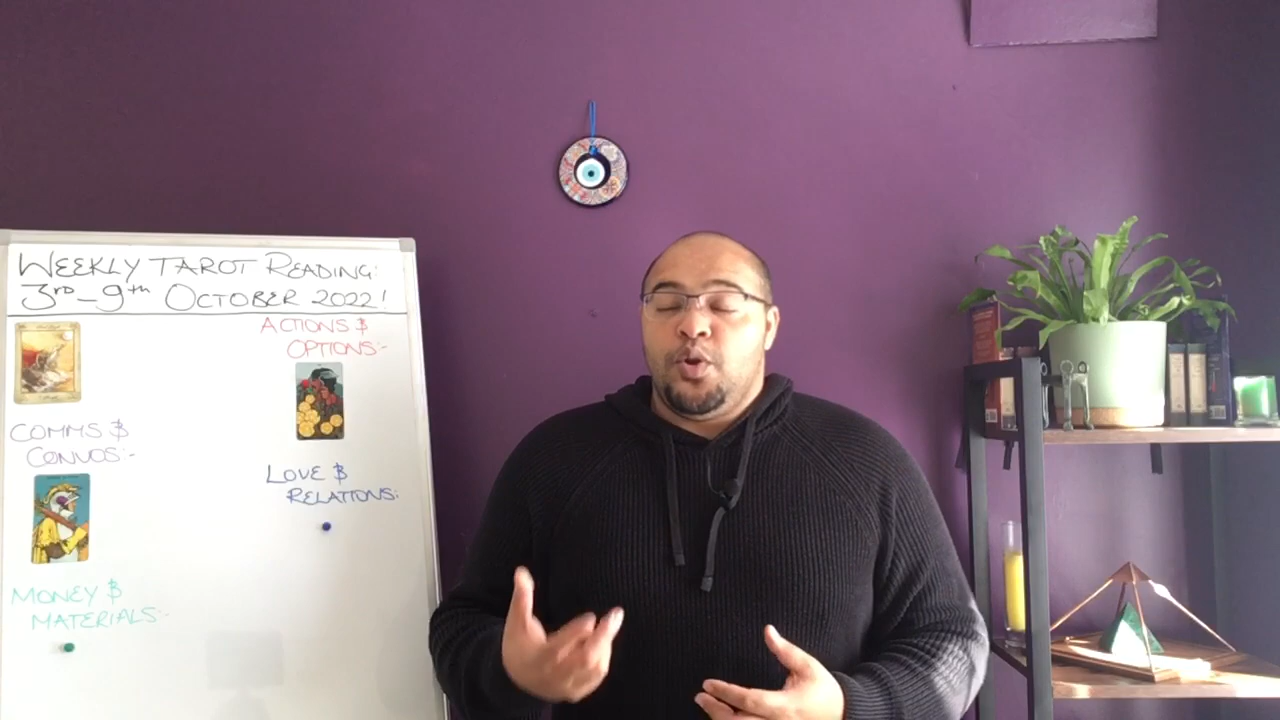 WEEKLY TAROT READING:
3RD-9TH OCTOBER 2022!
ACTIONS &
OPTIONS:-
COMMS &
CONVOS:-
LOVE &
RELATIONS:
MONEY &
MATERIALS:-